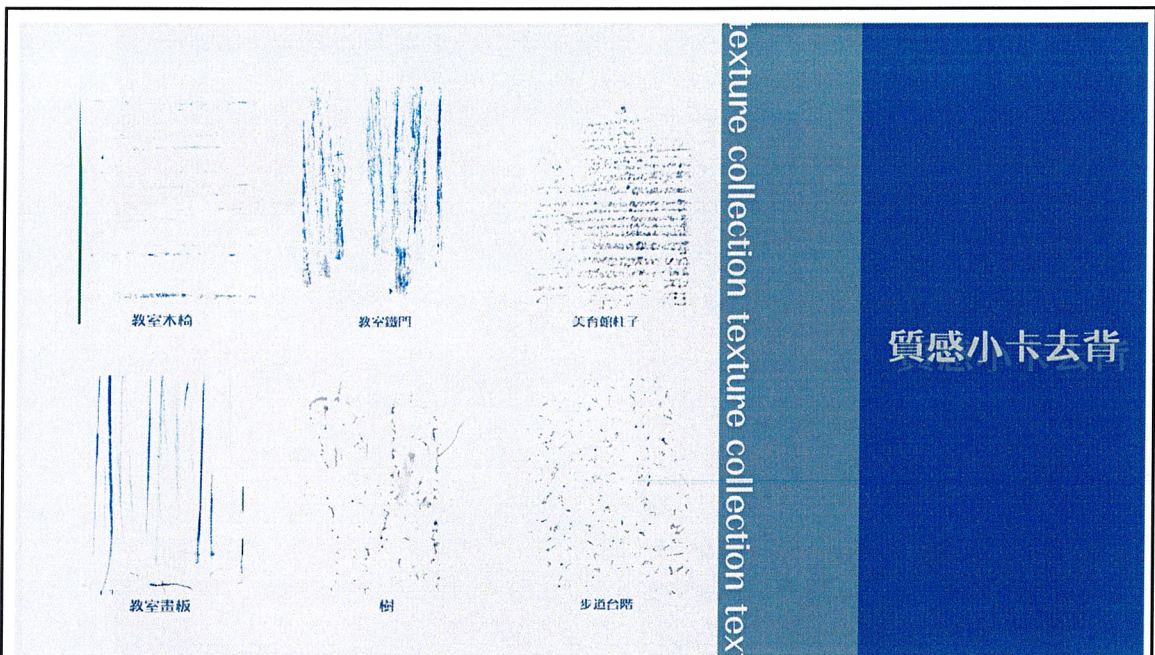 教室木椅
教室鐵門
美育館柱子
教室畫板
樹
步道台階
texture collection texture collection tex
質感小卡去背